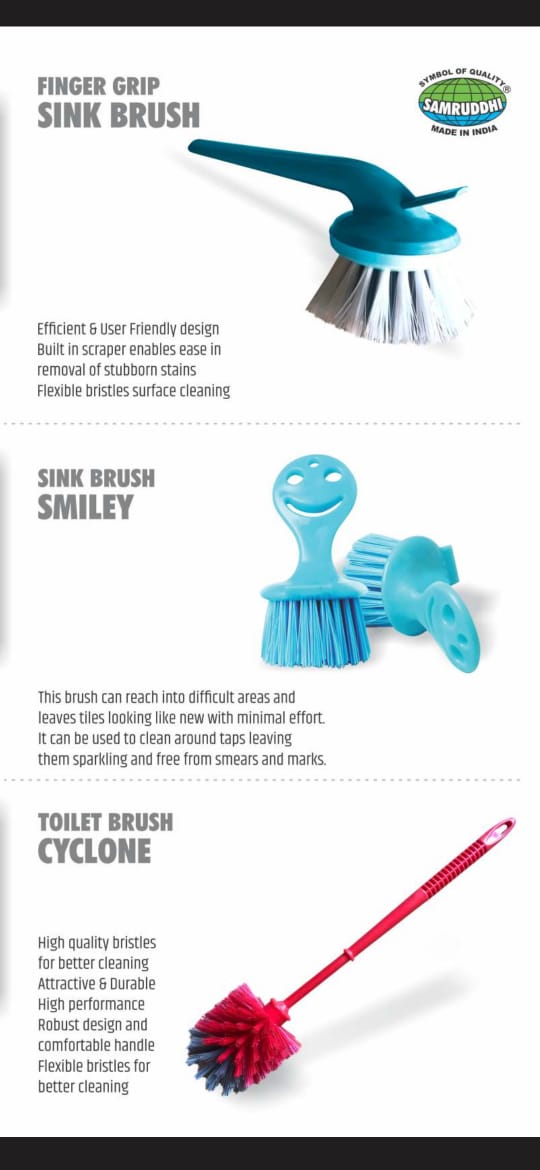 FINGER GRIP
SINK BRUSH
SYMBOL OF QUALITY
SAMRUDDHI®
MADE IN INDIA
Efficient & User Friendly design
Built in scraper enables ease in
removal of stubborn stains
Flexible bristles surface cleaning
SINK BRUSH
SMILEY
This brush can reach into difficult areas and
leaves tiles looking like new with minimal effort.
It can be used to clean around taps leaving
them sparkling and free from smears and marks.
TOILET BRUSH
CYCLONE
High quality bristles
for better cleaning
Attractive & Durable
High performance
Robust design and
comfortable handle
Flexible bristles for
better cleaning